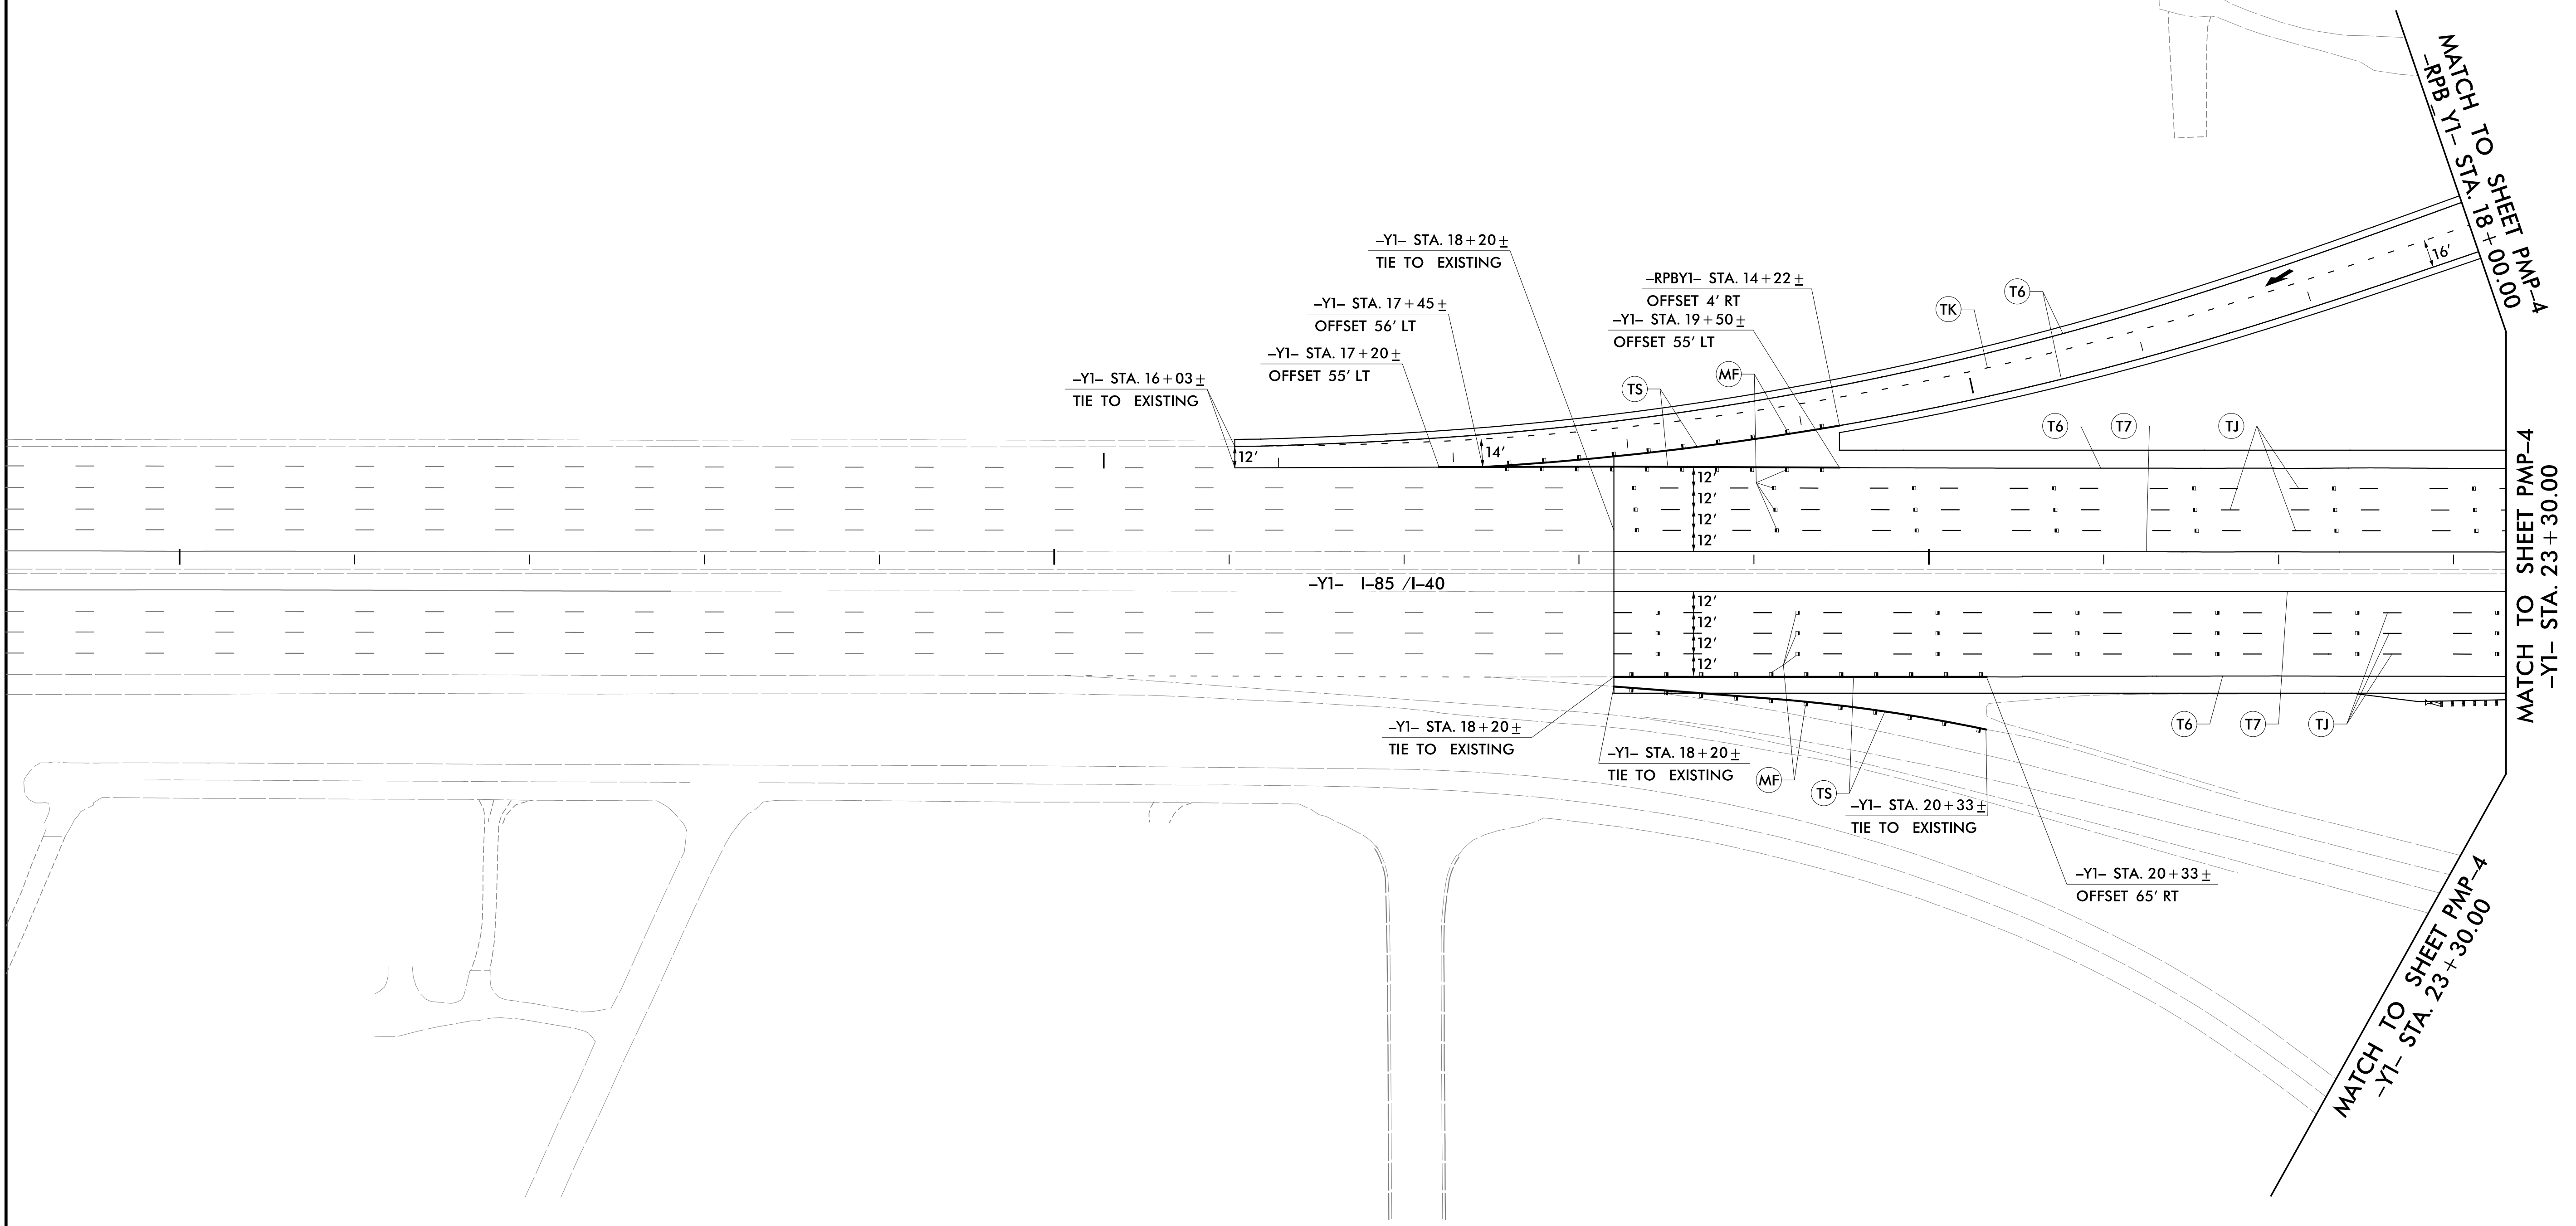 MATCH TO SHEET PMP-4
-RPB Y1- STA. 18+00.00
-Y1- STA. 18+20±
TIE TO EXISTING
16'
-RPBY1- STA. 14+22±
OFFSET 4' RT
-Y1- STA. 19+50±
OFFSET 55' LT
TK
T6
-Y1- STA. 17+45±
OFFSET 56' LT
-Y1- STA. 17+20±
OFFSET 55' LT
-Y1- STA. 16+03±
TIE TO EXISTING
TS
MF
T6
T7
TJ
12'
14'
12'
12'
12'
12'
MATCH TO SHEET PMP-4
-Y1- STA. 23+30.00
-Y1- I-85 /I-40
12'
12'
12'
12'
-Y1- STA. 18+20±
TIE TO EXISTING
-Y1- STA. 18+20±
TIE TO EXISTING
MF
TS
T6
T7
TJ
-Y1- STA. 20+33±
TIE TO EXISTING
-Y1- STA. 20+33±
OFFSET 65' RT
MATCH TO SHEET PMP-4
-Y1- STA. 23+30.00